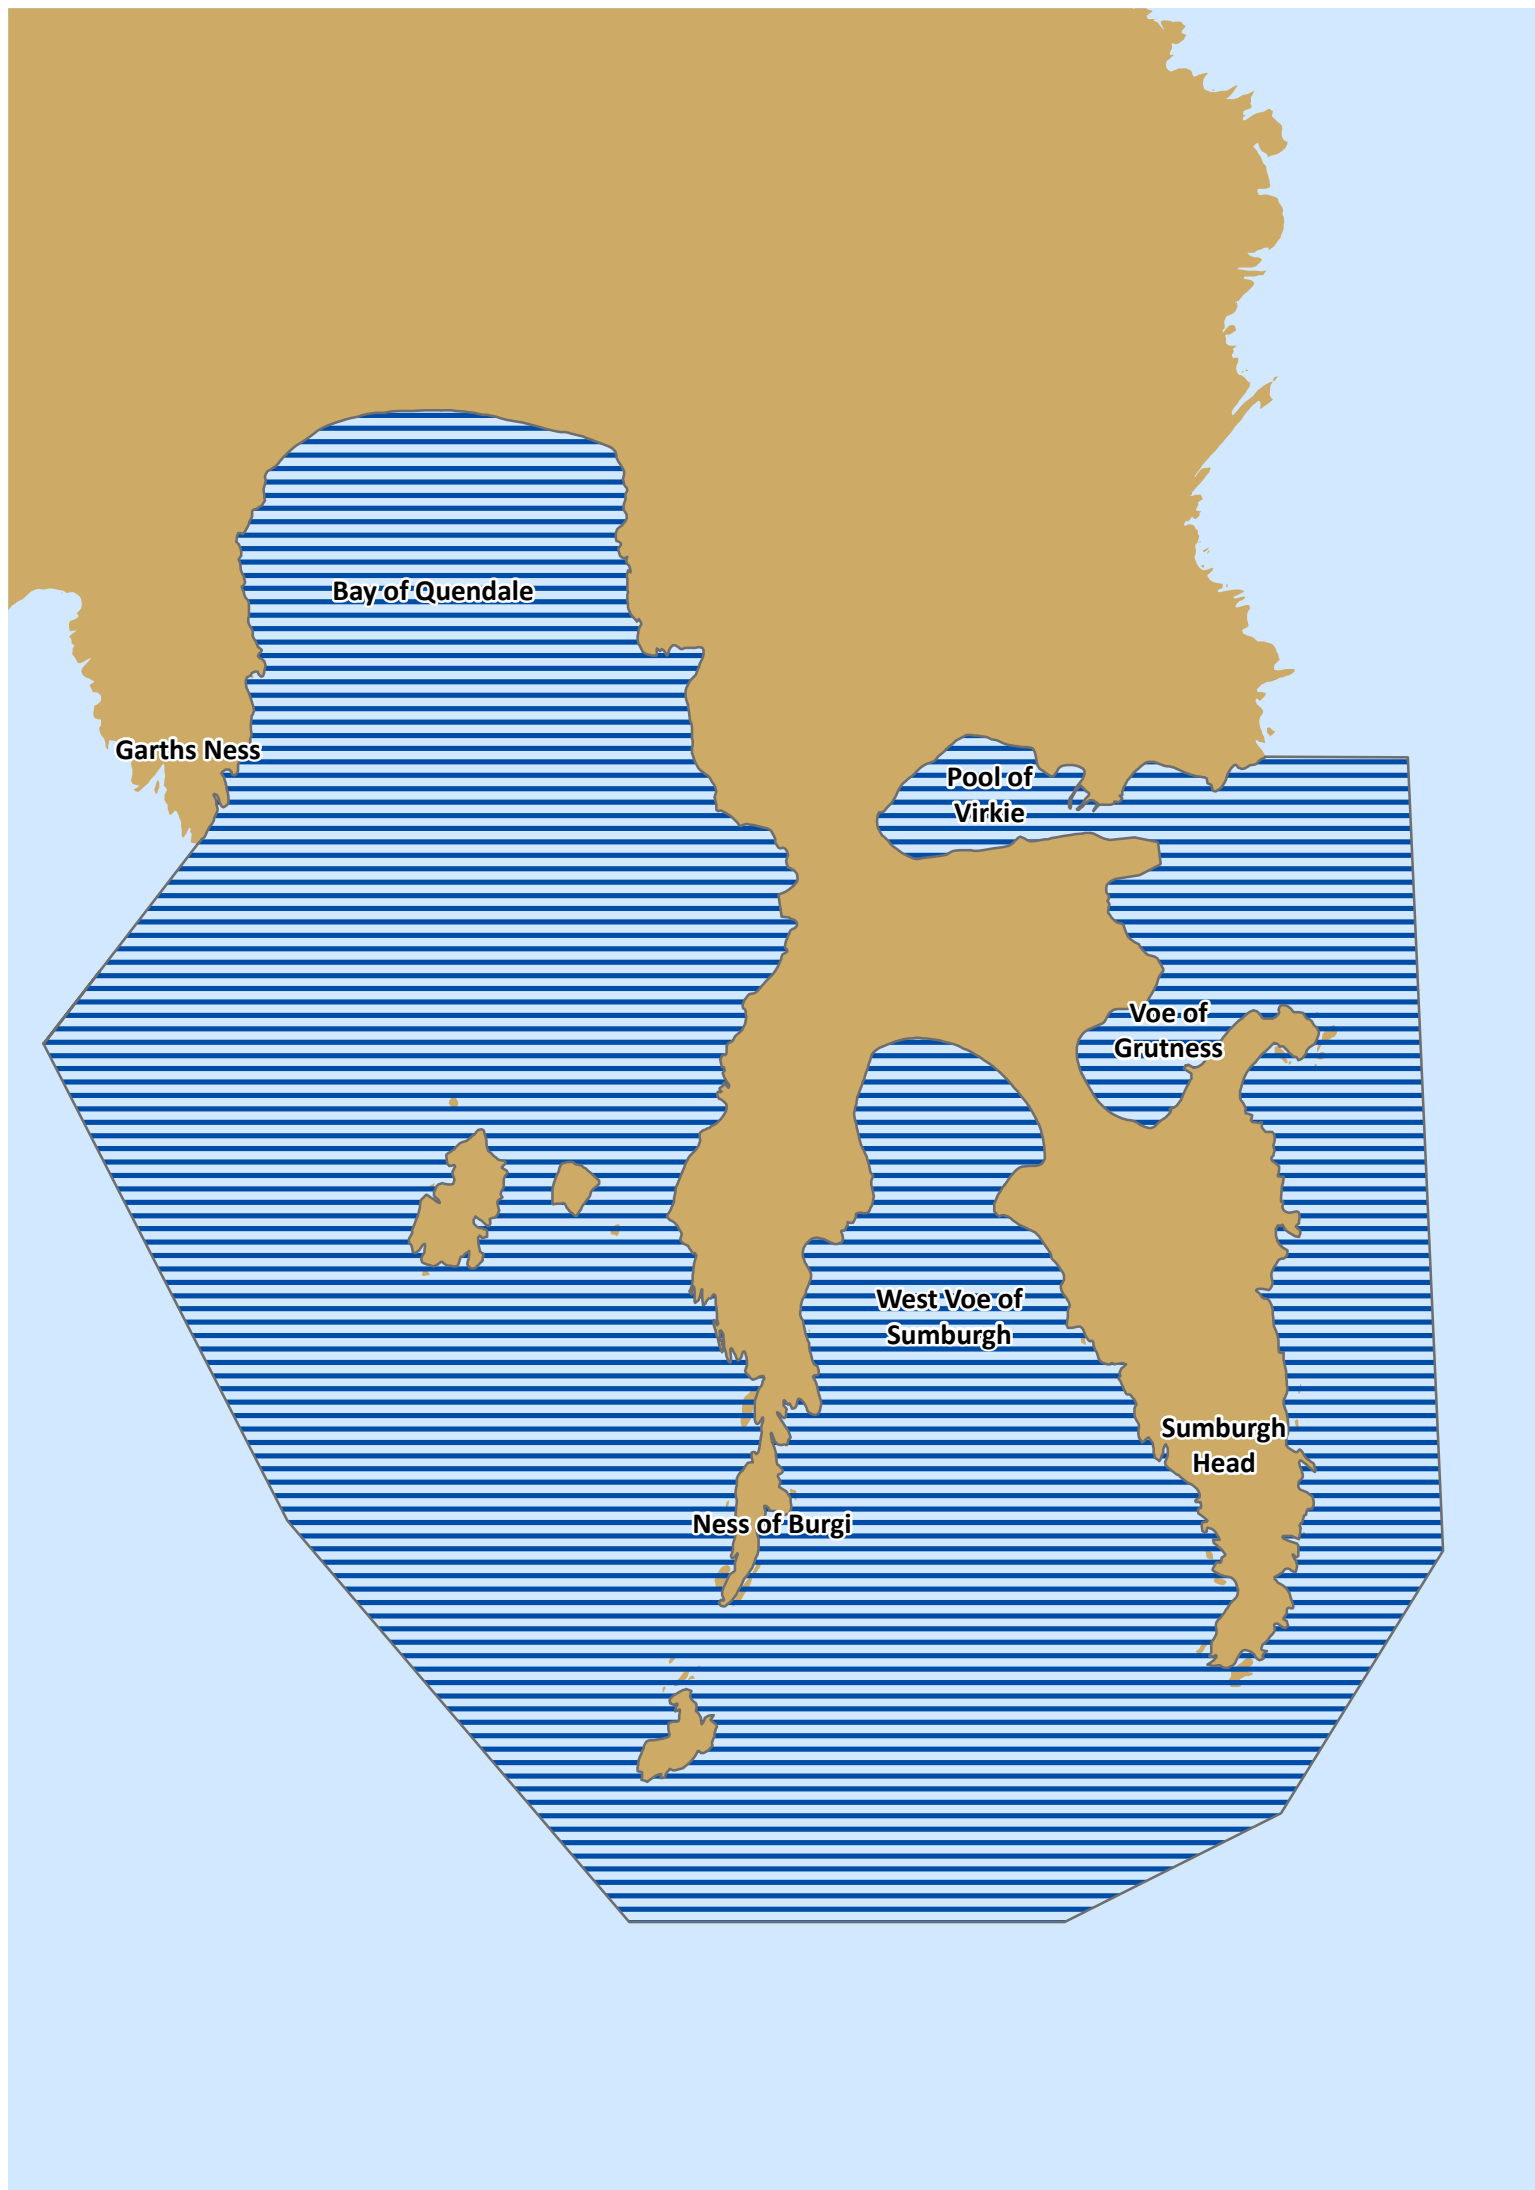 Bay of Quendale
Garths Ness
Pool of
Virkie
Voe of
Grutness
West Voe of
Sumburgh
Sumburgh
Head
Ness of Burgi